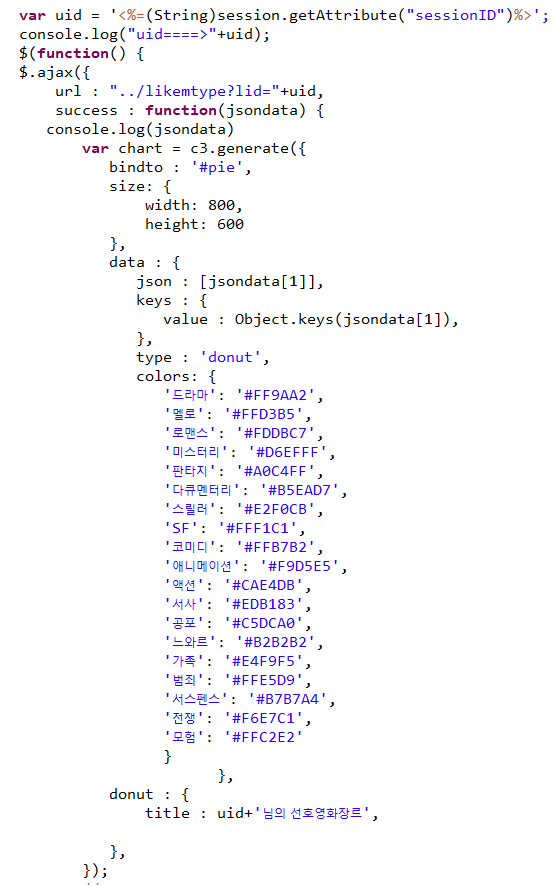 var uid = '<%=(String)session.getAttribute("sessionID")%>';
console.log("uid====>"+uid);
$(function() {
$.ajax({
url : "../likemtype?lid="+uid,
success : function(jsondata) {
console.log(jsondata)
var chart = c3.generate({
bindto : '#pie',
size: {
width: 800,
height: 600
},
data : {
json : [jsondata[1]],
keys : {
value : Object.keys(jsondata[1]),
},
type : 'donut',
colors: {
'드라마': '#FF9AA2',
'멜로': '#FFD3B5',
'로맨스': '#FDDBC7',
'미스터리': '#D6EFFF',
'판타지': '#A0C4FF',
'다큐멘터리': '#B5EAD7',
'스릴러': '#E2F0CB',
'SF': '#FFF1C1',
'코미디': '#FFB7B2',
'애니메이션': '#F9D5E5',
'액션': '#CAE4DB',
'서사': '#EDB183',
'공포': '#C5DCA0',
'느와르': '#B2B2B2',
'가족': '#E4F9F5',
'범죄': '#FFE5D9',
'서스펜스': '#B7B7A4',
'전쟁': '#F6E7C1',
'모험': '#FFC2E2'
}
},
donut : {
title : uid+'님의 선호영화장르',
},
});